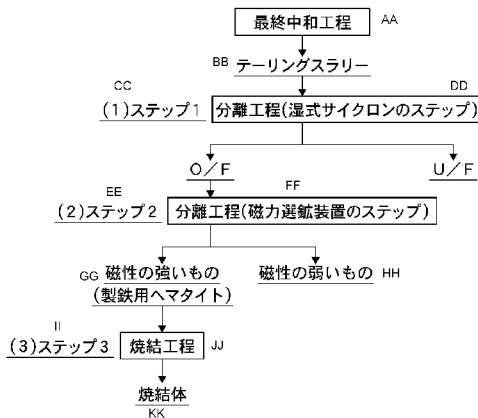 最終中和工程 AA
BB テーリングスラリー
CC DD
(1)ステップ1 分離工程(湿式サイクロンのステップ)
O/F U/F
EE FF
(2)ステップ2 分離工程(磁力選鉱装置のステップ)
GG 磁性の強いもの 磁性の弱いもの HH
(製鉄用ヘマタイト)
II
(3)ステップ3 焼結工程 JJ
焼結体
KK